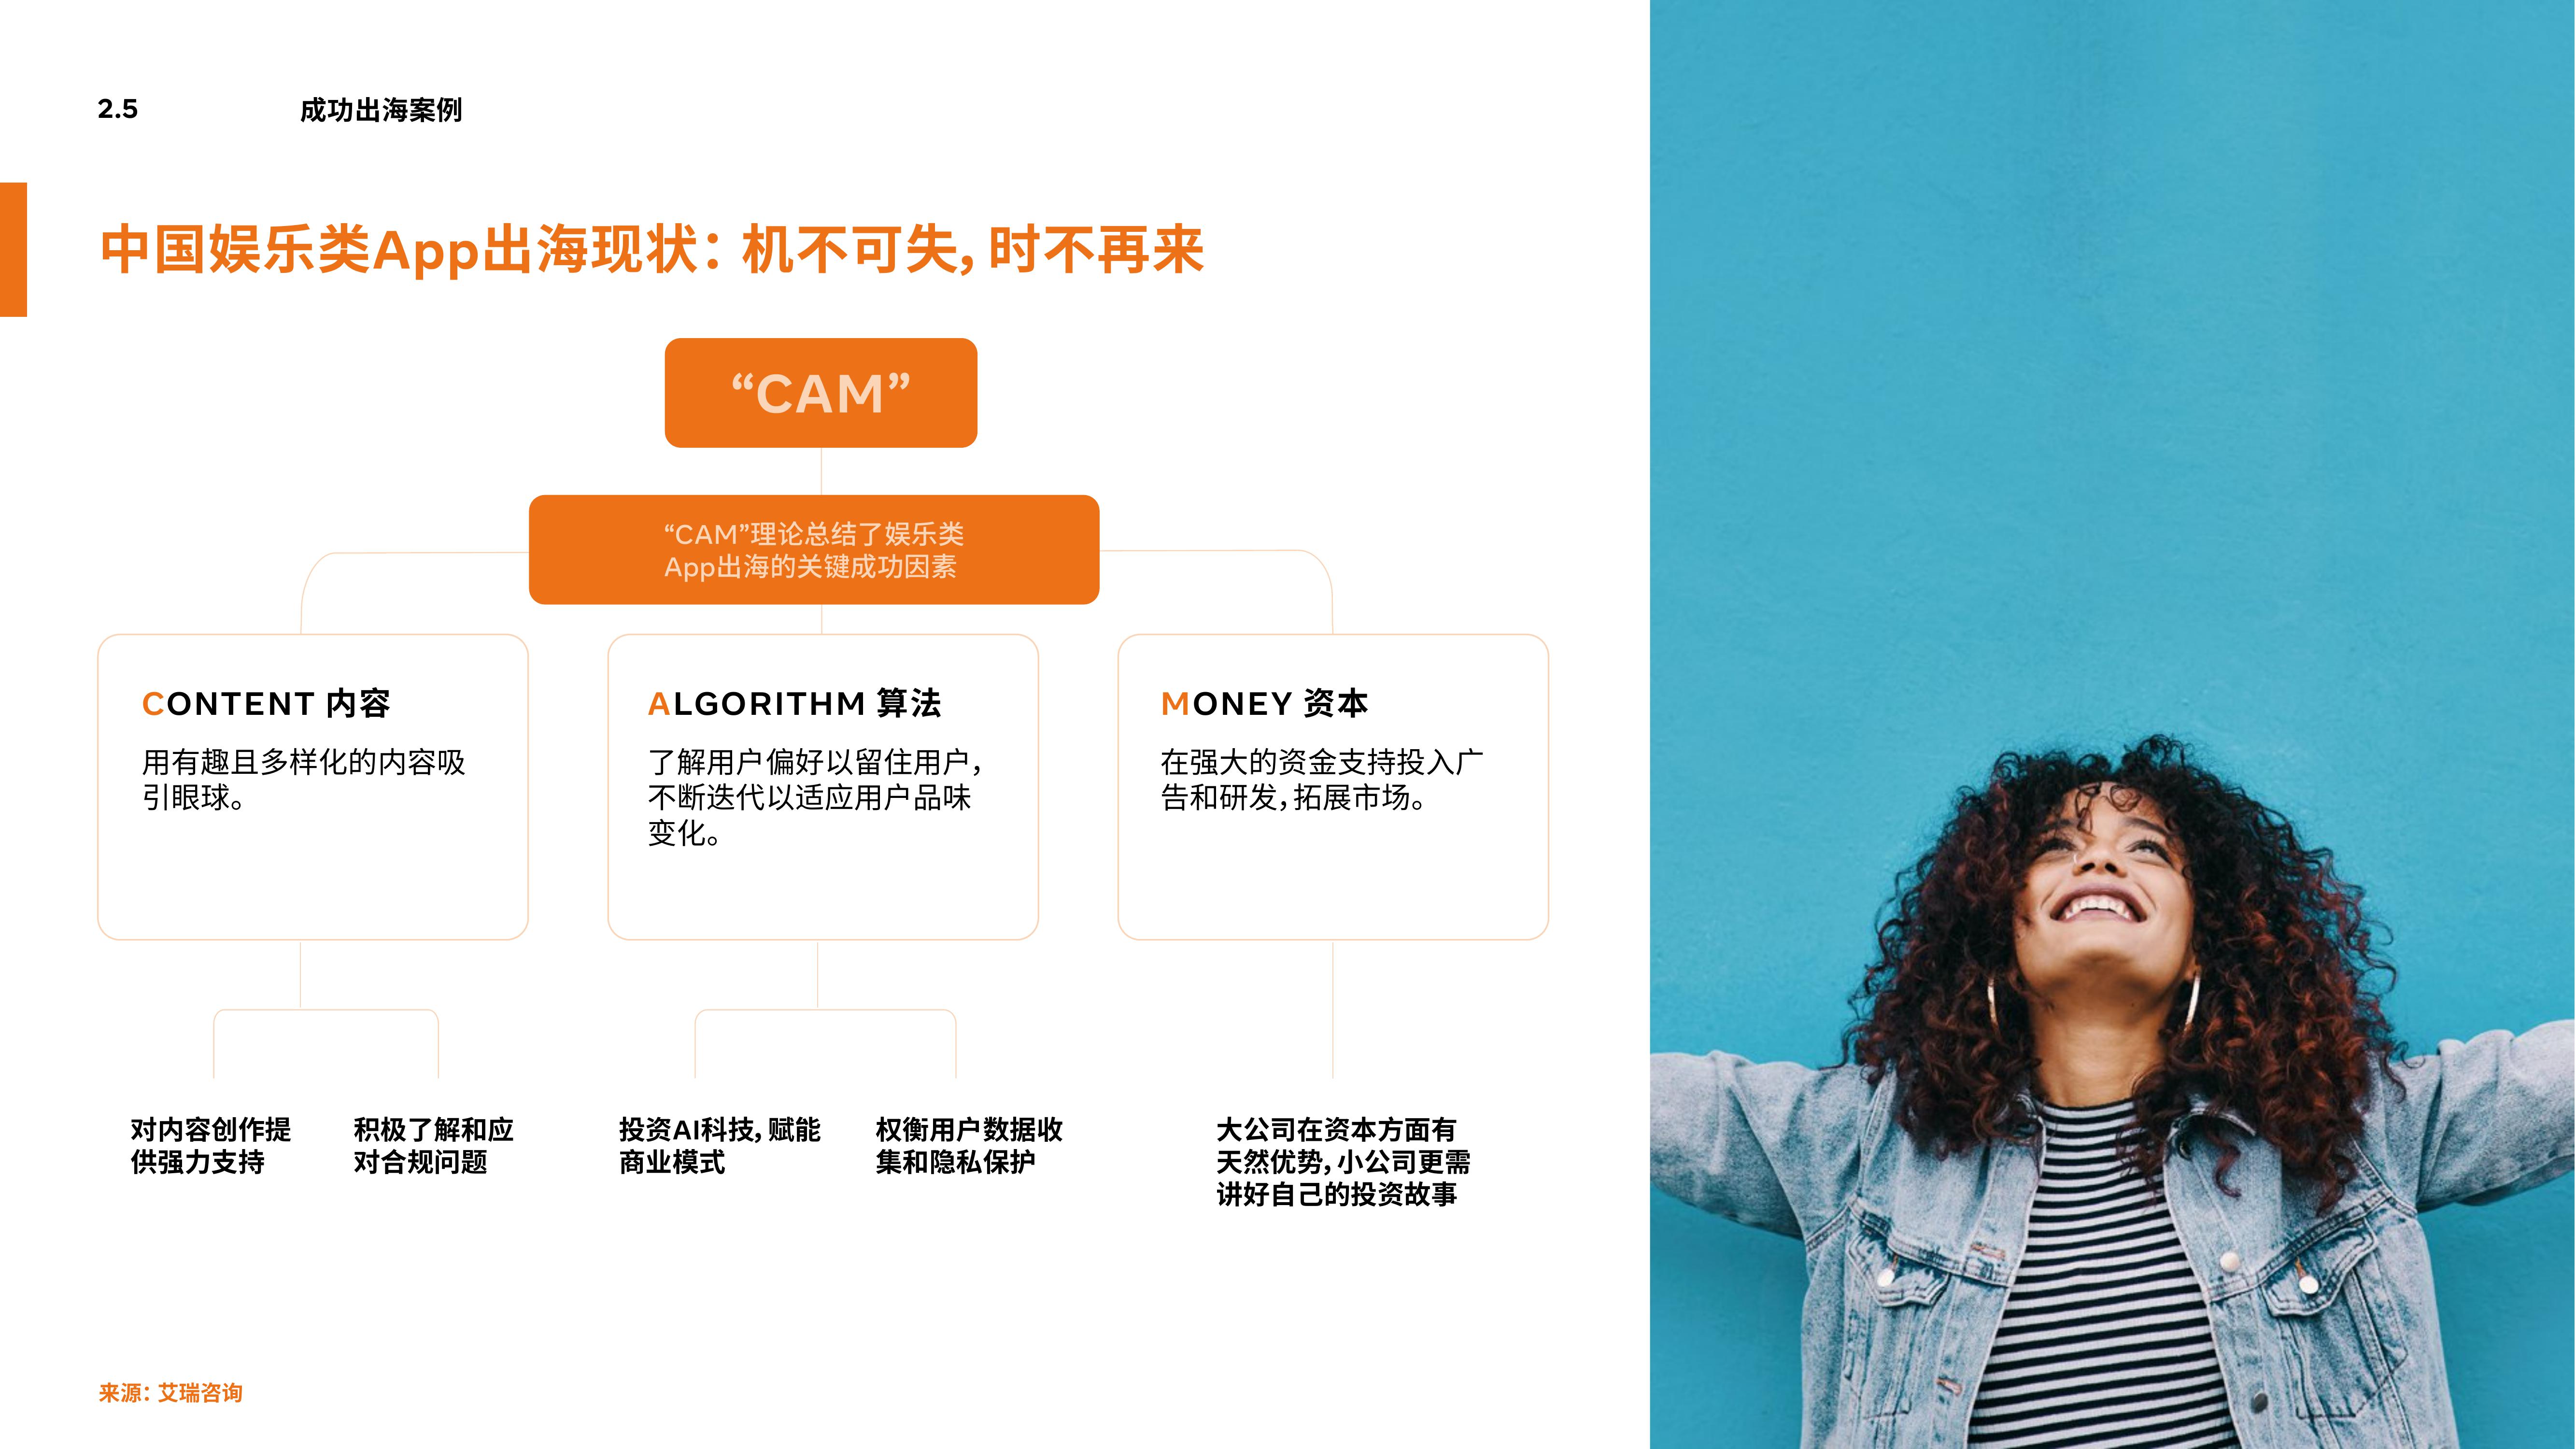 2.5
成功出海案例
中国娱乐类App出海现状：机不可失，时不再来
“CAM”
“CAM”理论总结了娱乐类
App出海的关键成功因素
CONTENT 内容
用有趣且多样化的内容吸
引眼球。
ALGORITHM 算法
了解用户偏好以留住用户，
不断迭代以适应用户品味
变化。
MONEY 资本
在强大的资金支持投入广
告和研发，拓展市场。
对内容创作提
供强力支持
积极了解和应
对合规问题
投资AI科技，赋能
商业模式
权衡用户数据收
集和隐私保护
大公司在资本方面有
天然优势，小公司更需
讲好自己的投资故事
来源：艾瑞咨询